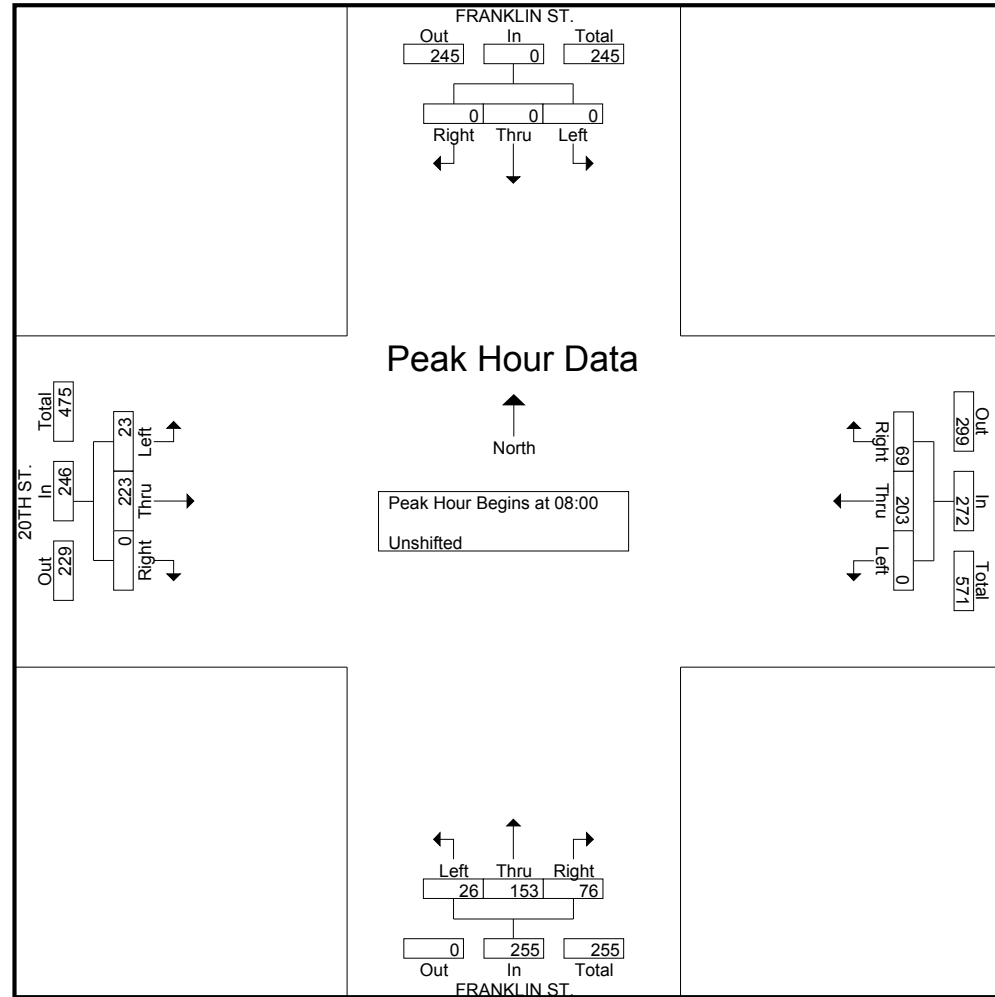 FRANKLIN ST.
Out In Total
245 0 245
0 0 0
Right Thru Left
Peak Hour Data
North
Peak Hour Begins at 08:00
Unshifted
20TH ST.
Total In Out
475 246 229
23 223 0
Left Thru Right
Right Thru Left
69 203 0
Out In Total
299 272 571
Left Thru Right
26 153 76
0 255 255
Out In Total
FRANKLIN ST.